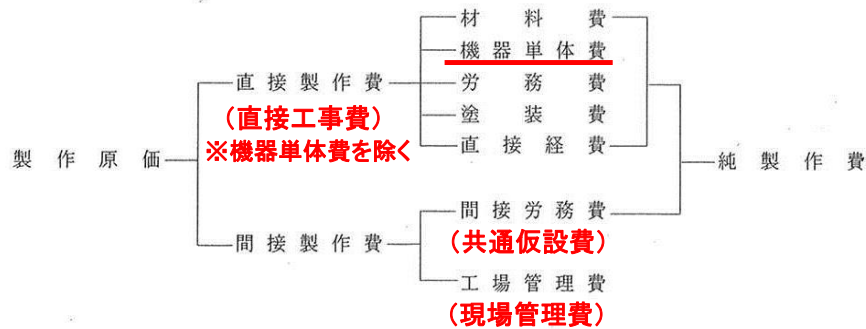 材料費
機器単体費
直接製作費
労務費
(直接工事費)
塗装費
※機器単体費を除く
直接経費
製作原価
純製作費
間接労務費
(共通仮設費)
間接製作費
工場管理費
(現場管理費)